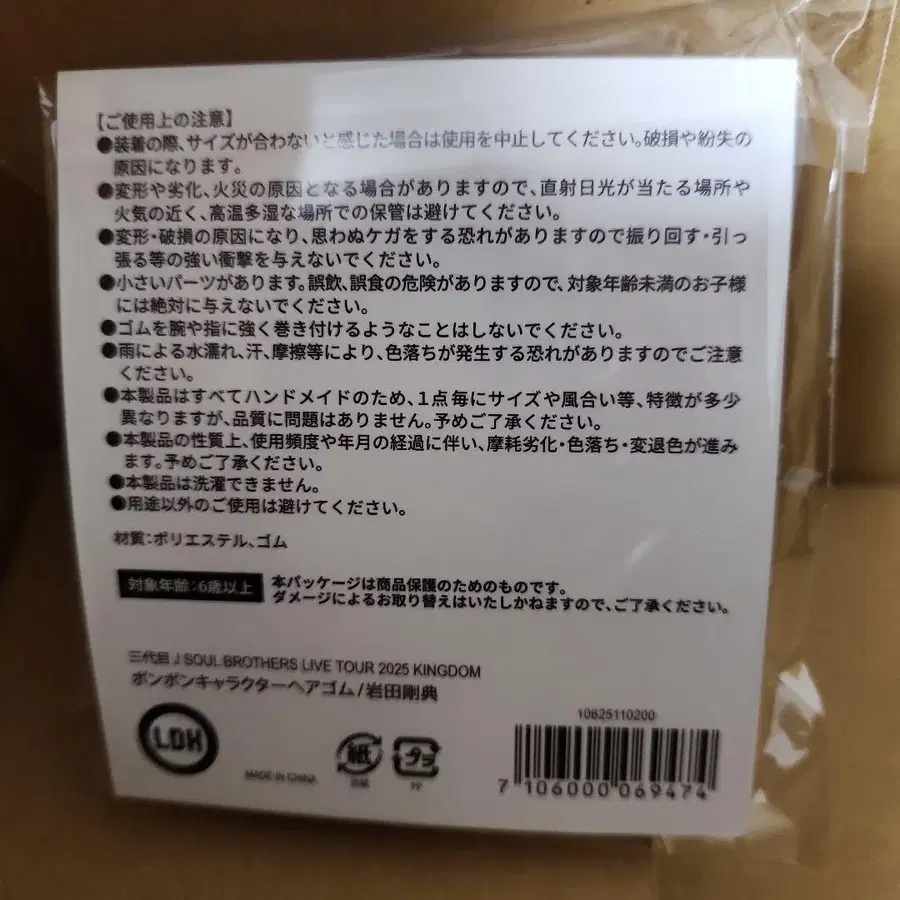 【ご使用上の注意】
●装着の際、サイズが合わないと感じた場合は使用を中止してください。破損や紛失の
原因になります。
●変形や劣化、火災の原因となる場合がありますので、直射日光が当たる場所や
火気の近く、高温多湿な場所での保管は避けてください。
●変形・破損の原因になり、思わぬケガをする恐れがありますので振り回す・引っ
張る等の強い衝撃を与えないでください。
●小さいパーツがあります。誤飲、誤食の危険がありますので、対象年齢未満のお子様
には絶対に与えないでください。
●ゴムを腕や指に強く巻き付けるようなことはしないでください。
●雨による水濡れ、汗、摩擦等により、色落ちが発生する恐れがありますのでご注意
ください。
●本製品はすべてハンドメイドのため、1点毎にサイズや風合い等、特徴が多少
異なりますが、品質に問題はありません。予めご了承ください。
●本製品の性質上、使用頻度や年月の経過に伴い、摩耗劣化・色落ち・変退色が進み
ます。予めご了承ください。
●本製品は洗濯できません。
●用途以外のご使用は避けてください。
材質：ポリエステル、ゴム
対象年齢：6歳以上
本パッケージは商品保護のためのものです。
ダメージによるお取り替えはいたしかねますので、ご了承ください。
三代目 J SOUL BROTHERS LIVE TOUR 2025 KINGDOM
ポンポンキャラクターヘアゴム/岩田剛典
LDH
MADE IN CHINA
紙
台紙
プラ
PP
10625110200
7 106000 069474